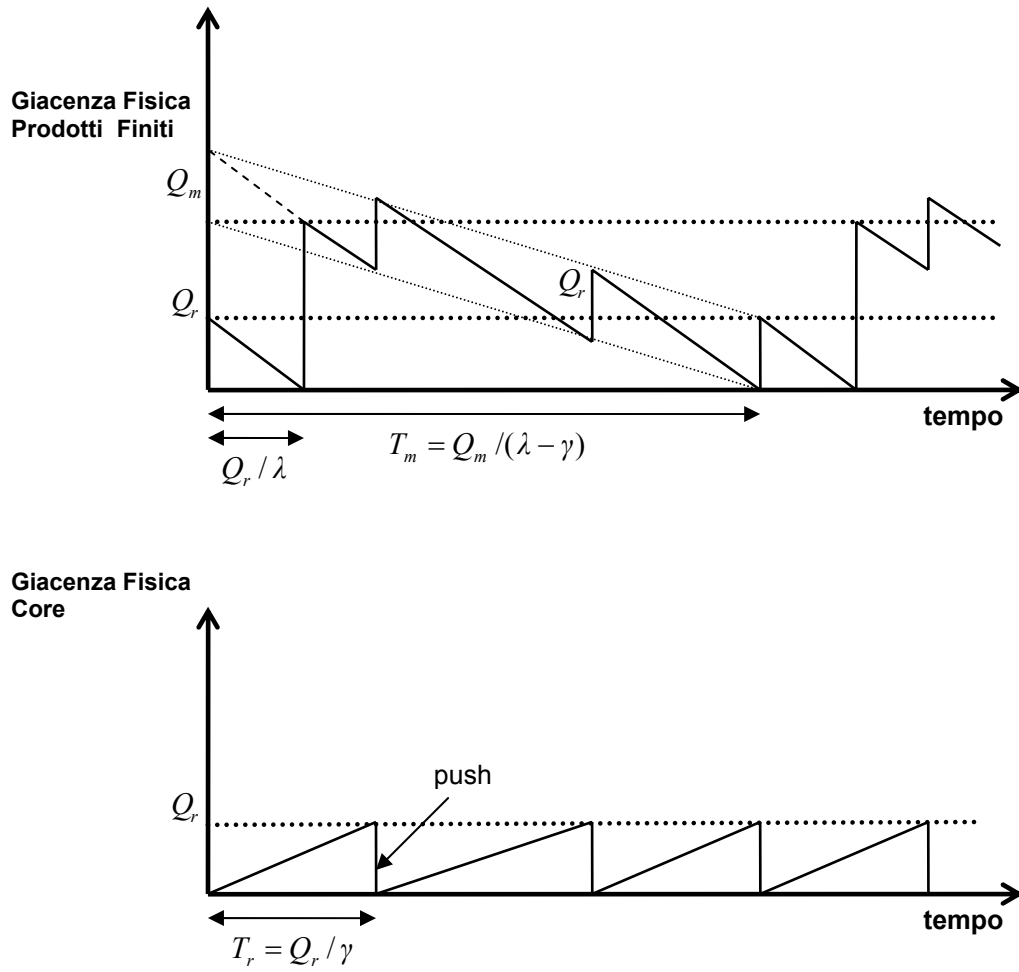 Giacenza Fisica
Prodotti Finiti
Q_m
Q_r
Q_r
tempo
T_m = Q_m /(λ − γ)
Q_r / λ
Giacenza Fisica
Core
push
Q_r
tempo
T_r = Q_r / γ